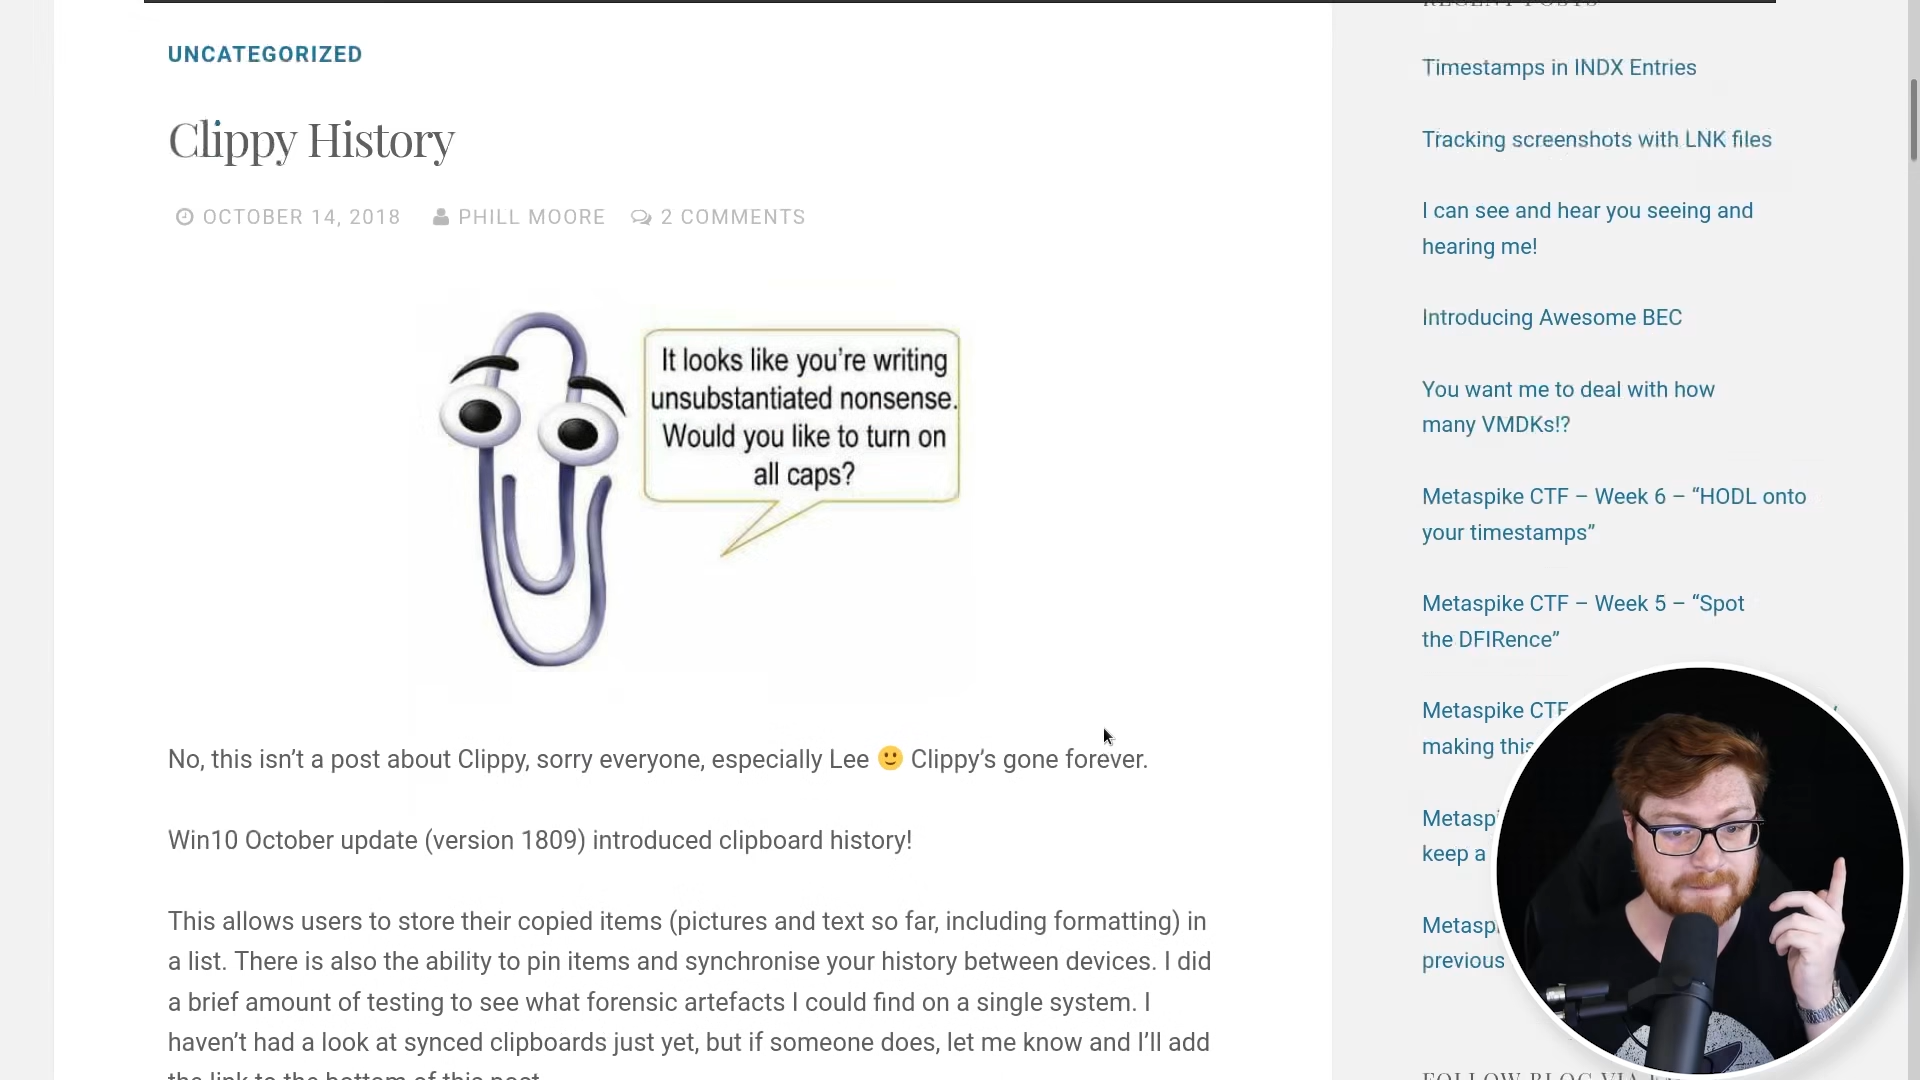 UNCATEGORIZED
Clippy History
OCTOBER 14, 2018 PHILL MOORE 2 COMMENTS
It looks like you're writing
unsubstantiated nonsense.
Would you like to turn on
all caps?
No, this isn’t a post about Clippy, sorry everyone, especially Lee 🙂 Clippy’s gone forever.
Win10 October update (version 1809) introduced clipboard history!
This allows users to store their copied items (pictures and text so far, including formatting) in
a list. There is also the ability to pin items and synchronise your history between devices. I did
a brief amount of testing to see what forensic artefacts I could find on a single system. I
haven’t had a look at synced clipboards just yet, but if someone does, let me know and I’ll add
the link to the bottom of this post
RECENT POSTS
Timestamps in INDX Entries
Tracking screenshots with LNK files
I can see and hear you seeing and
hearing me!
Introducing Awesome BEC
You want me to deal with how
many VMDKs!?
Metaspike CTF – Week 6 – “HODL onto
your timestamps”
Metaspike CTF – Week 5 – “Spot
the DFIRence”
Metaspike CTF
making this
Metasp
keep a
Metasp
previous
FOLLOW BLOG VIA